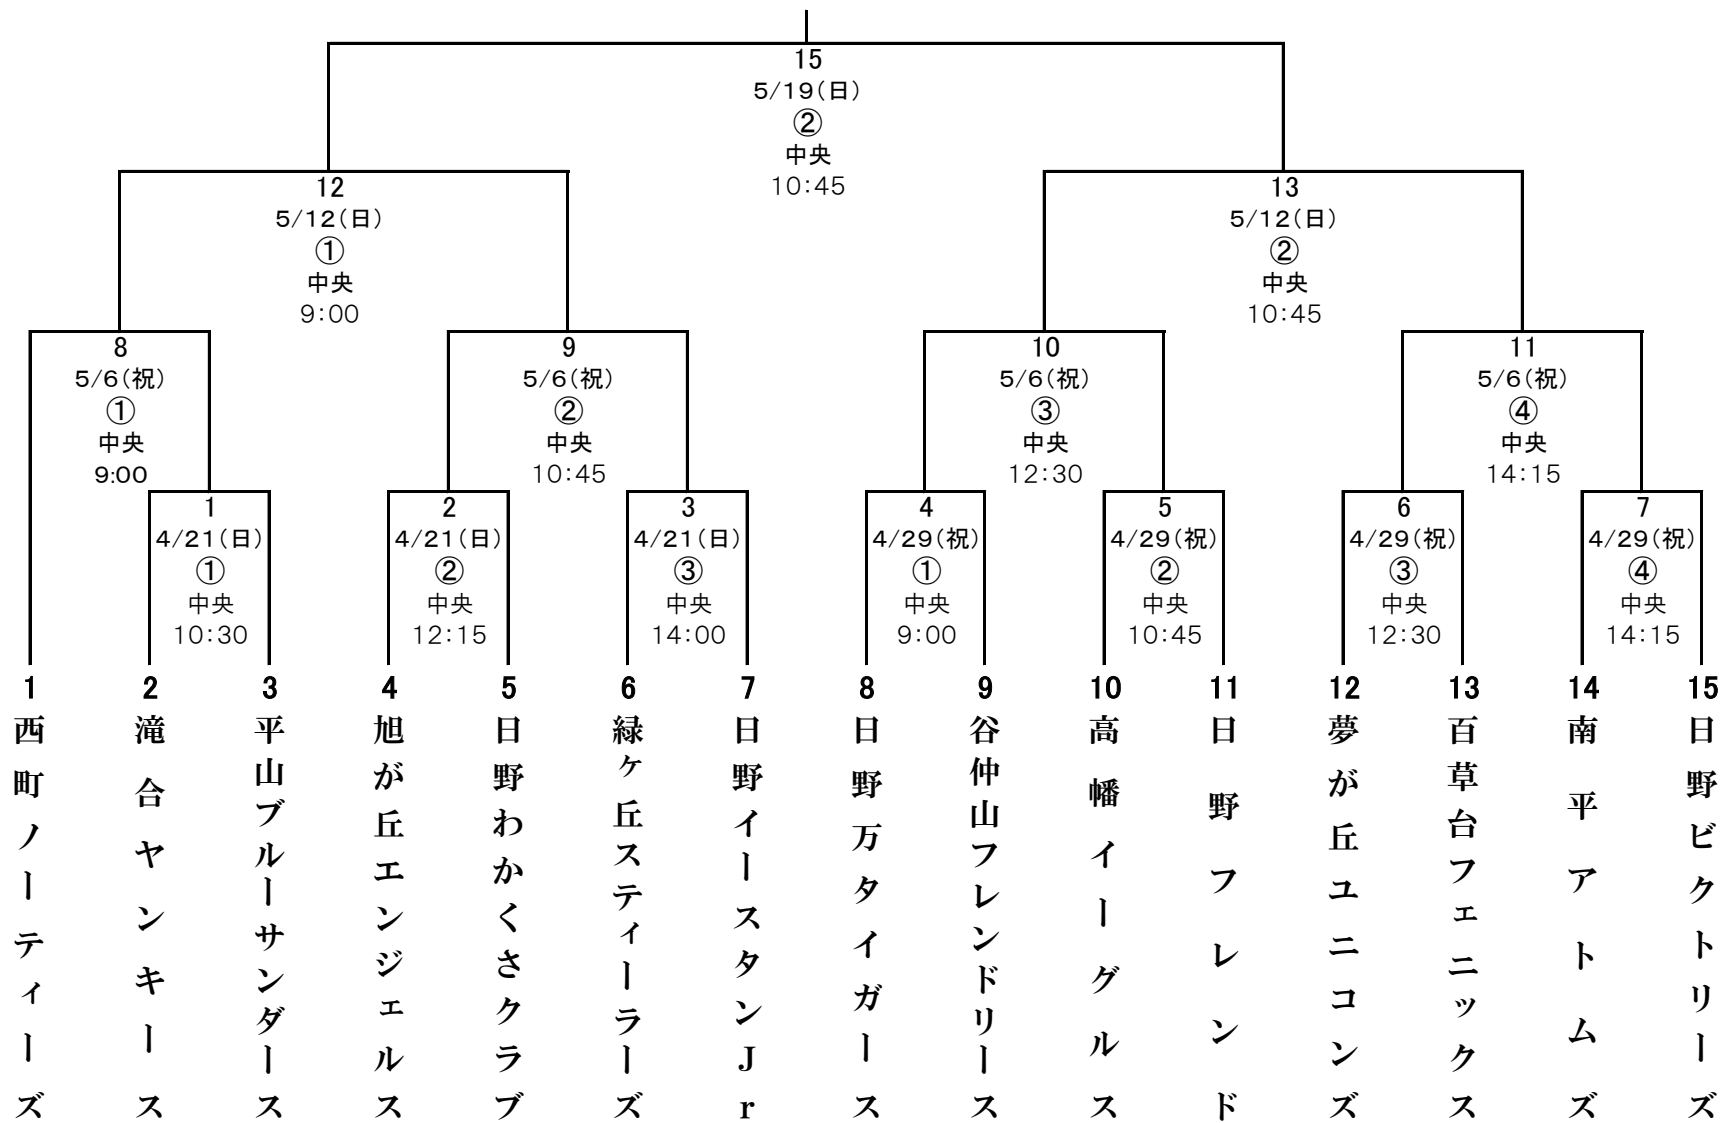 15
5/19(日)
②
中央
10:45
12
5/12(日)
①
中央
9:00
13
5/12(日)
②
中央
10:45
8
5/6(祝)
①
中央
9:00
9
5/6(祝)
②
中央
10:45
10
5/6(祝)
③
中央
12:30
11
5/6(祝)
④
中央
14:15
1
4/21(日)
①
中央
10:30
2
4/21(日)
②
中央
12:15
3
4/21(日)
③
中央
14:00
4
4/29(祝)
①
中央
9:00
5
4/29(祝)
②
中央
10:45
6
4/29(祝)
③
中央
12:30
7
4/29(祝)
④
中央
14:15
1
西町ノーティーズ
2
滝合ヤンキース
3
平山ブルーサンダース
4
旭が丘エンジェルス
5
日野わかくさクラブ
6
緑ヶ丘スティーラーズ
7
日野イースタンJr
8
日野万タイガース
9
谷仲山フレンドリース
10
高幡イーグルス
11
日野フレンド
12
夢が丘ユニコンズ
13
百草台フェニックス
14
南平アトムズ
15
日野ビクトリーズ